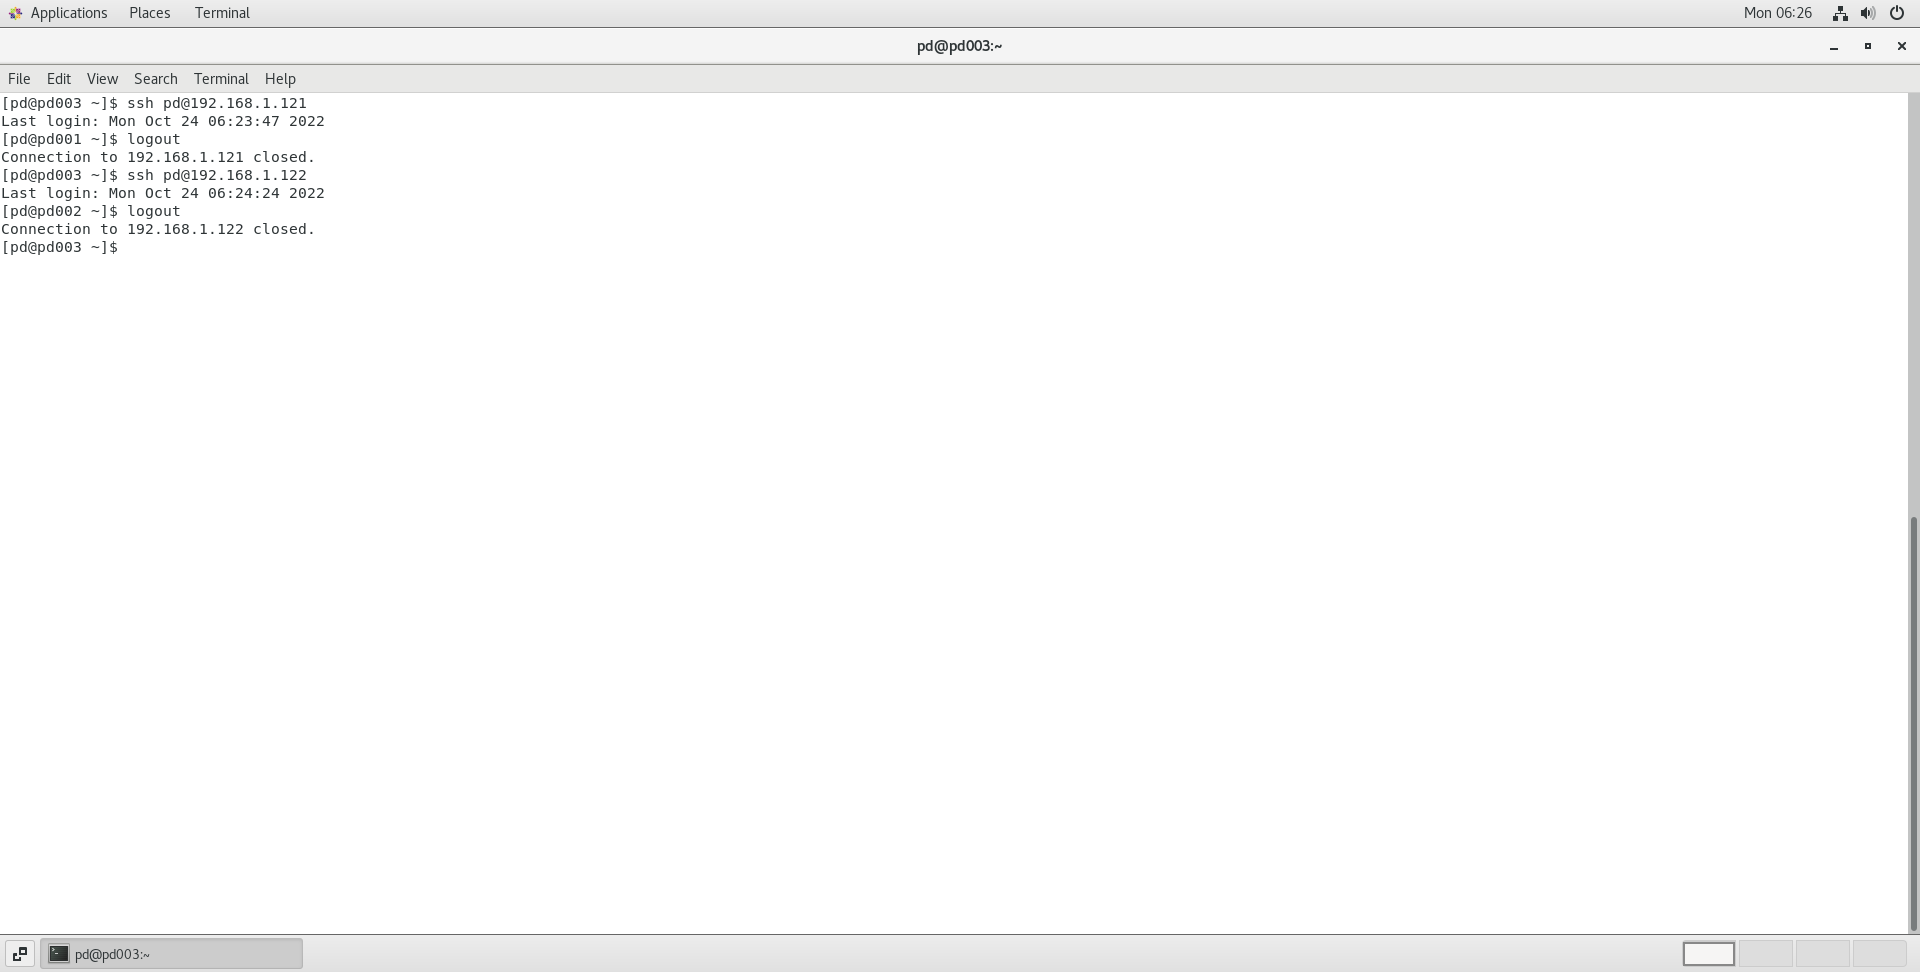 Applications Places Terminal Mon 06:26
pd@pd003:~
File Edit View Search Terminal Help
[pd@pd003 ~]$ ssh pd@192.168.1.121
Last login: Mon Oct 24 06:23:47 2022
[pd@pd001 ~]$ logout
Connection to 192.168.1.121 closed.
[pd@pd003 ~]$ ssh pd@192.168.1.122
Last login: Mon Oct 24 06:24:24 2022
[pd@pd002 ~]$ logout
Connection to 192.168.1.122 closed.
[pd@pd003 ~]$
pd@pd003:~